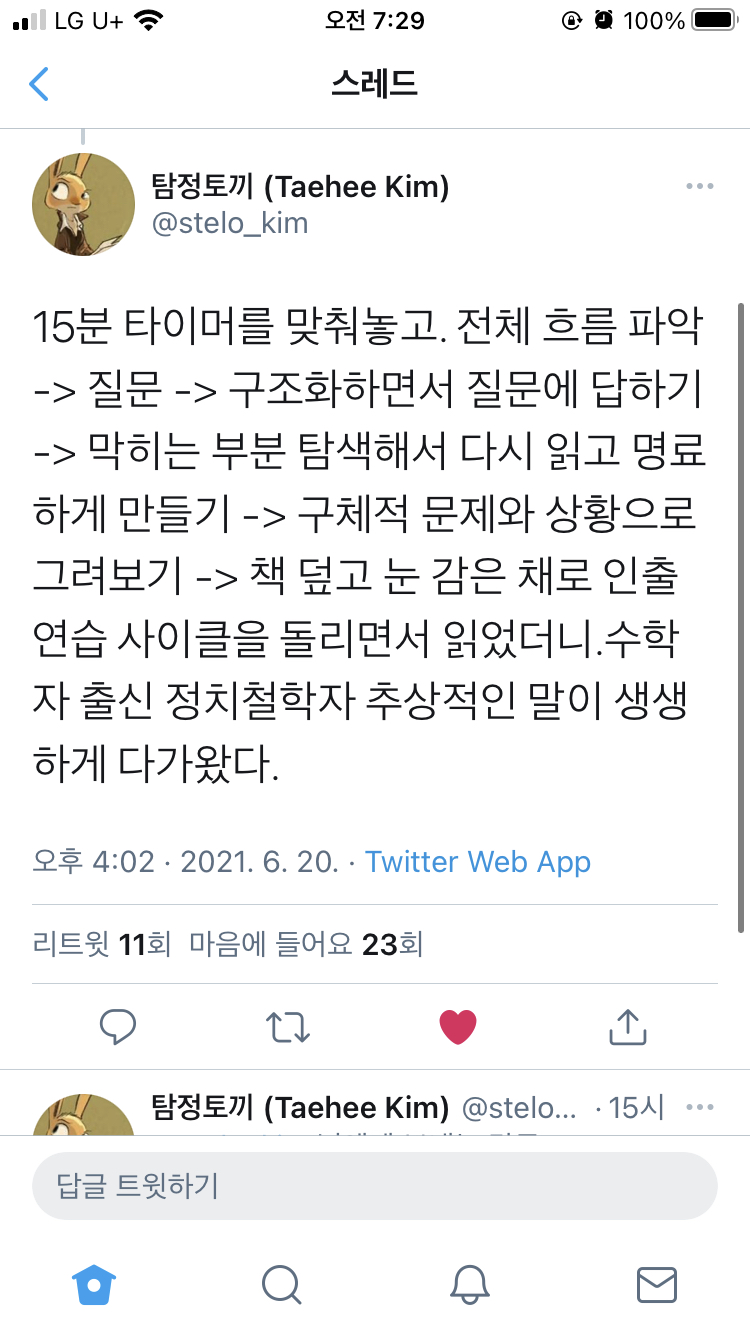 LG U+ 오전 7:29 100%
스레드
탐정토끼 (Taehee Kim)
@stelo_kim
15분 타이머를 맞춰놓고. 전체 흐름 파악
-> 질문 -> 구조화하면서 질문에 답하기
-> 막히는 부분 탐색해서 다시 읽고 명료
하게 만들기 -> 구체적 문제와 상황으로
그려보기 -> 책 덮고 눈 감은 채로 인출
연습 사이클을 돌리면서 읽었더니.수학
자 출신 정치철학자 추상적인 말이 생생
하게 다가왔다.
오후 4:02 · 2021. 6. 20. · Twitter Web App
리트윗 11회 마음에 들어요 23회
탐정토끼 (Taehee Kim) @stelo... · 15시
답글 트윗하기